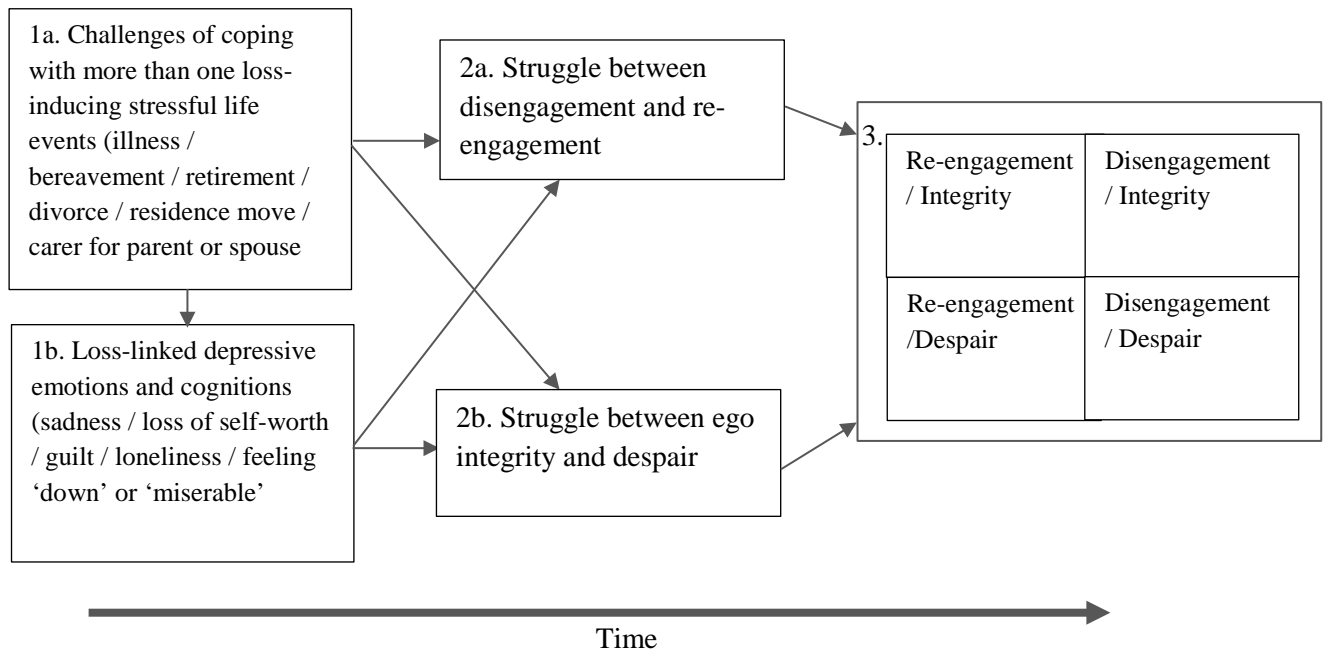 1a. Challenges of coping
with more than one loss-
inducing stressful life
events (illness /
bereavement / retirement /
divorce / residence move /
carer for parent or spouse
1b. Loss-linked depressive
emotions and cognitions
(sadness / loss of self-worth
/ guilt / loneliness / feeling
‘down’ or ‘miserable’
2a. Struggle between
disengagement and re-
engagement
2b. Struggle between ego
integrity and despair
3.
Re-engagement
/ Integrity
Disengagement
/ Integrity
Re-engagement
/Despair
Disengagement
/ Despair
Time